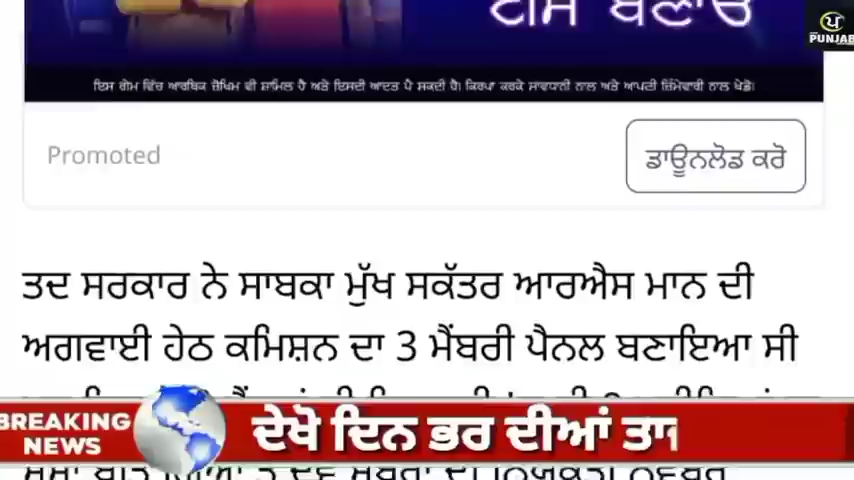 ਟੀਮ ਬਣਾਓ
ਪ
PUNJAB
ਇਸ ਗੇਮ ਵਿੱਚ ਆਰਥਿਕ ਜੋਖਿਮ ਵੀ ਸ਼ਾਮਿਲ ਹੈ ਅਤੇ ਇਸਦੀ ਆਦਤ ਪੈ ਸਕਦੀ ਹੈ। ਕਿਰਪਾ ਕਰਕੇ ਸਾਵਧਾਨੀ ਨਾਲ ਅਤੇ ਆਪਣੀ ਜ਼ਿੰਮੇਵਾਰੀ ਨਾਲ ਖੇਡੋ।
Promoted
ਡਾਊਨਲੋਡ ਕਰੋ
ਤਦ ਸਰਕਾਰ ਨੇ ਸਾਬਕਾ ਮੁੱਖ ਸਕੱਤਰ ਆਰਐਸ ਮਾਨ ਦੀ
ਅਗਵਾਈ ਹੇਠ ਕਮਿਸ਼ਨ ਦਾ 3 ਮੈਂਬਰੀ ਪੈਨਲ ਬਣਾਇਆ ਸੀ
BREAKING
NEWS
ਦੇਖੋ ਦਿਨ ਭਰ ਦੀਆਂ ਤਾ